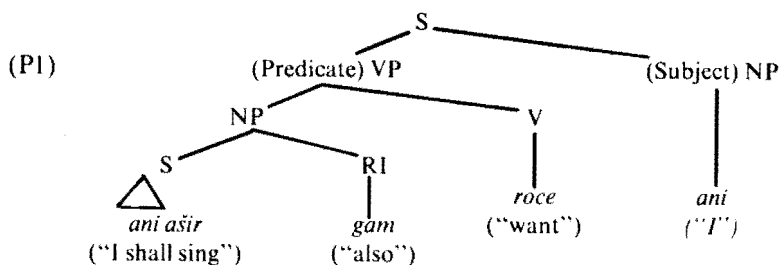 S
(P1) (Predicate) VP (Subject) NP
NP V
S RI
roce ani
ani ašir gam ("want") ("I")
("I shall sing") ("also")